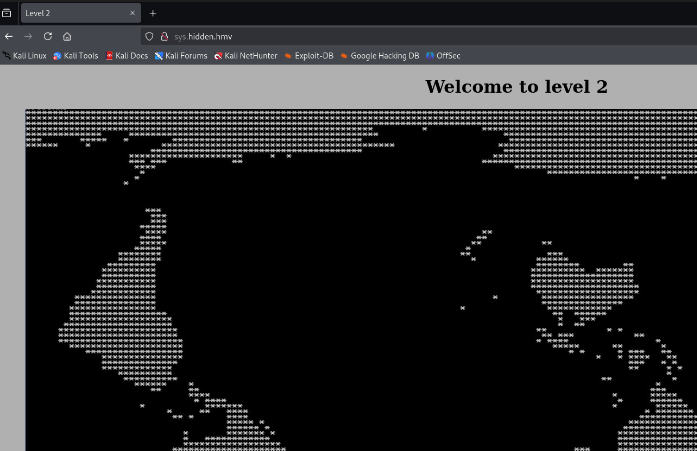 Level 2
sys.hidden.hmv
Kali Linux Kali Tools Kali Docs Kali Forums Kali NetHunter Exploit-DB Google Hacking DB OffSec
Welcome to level 2